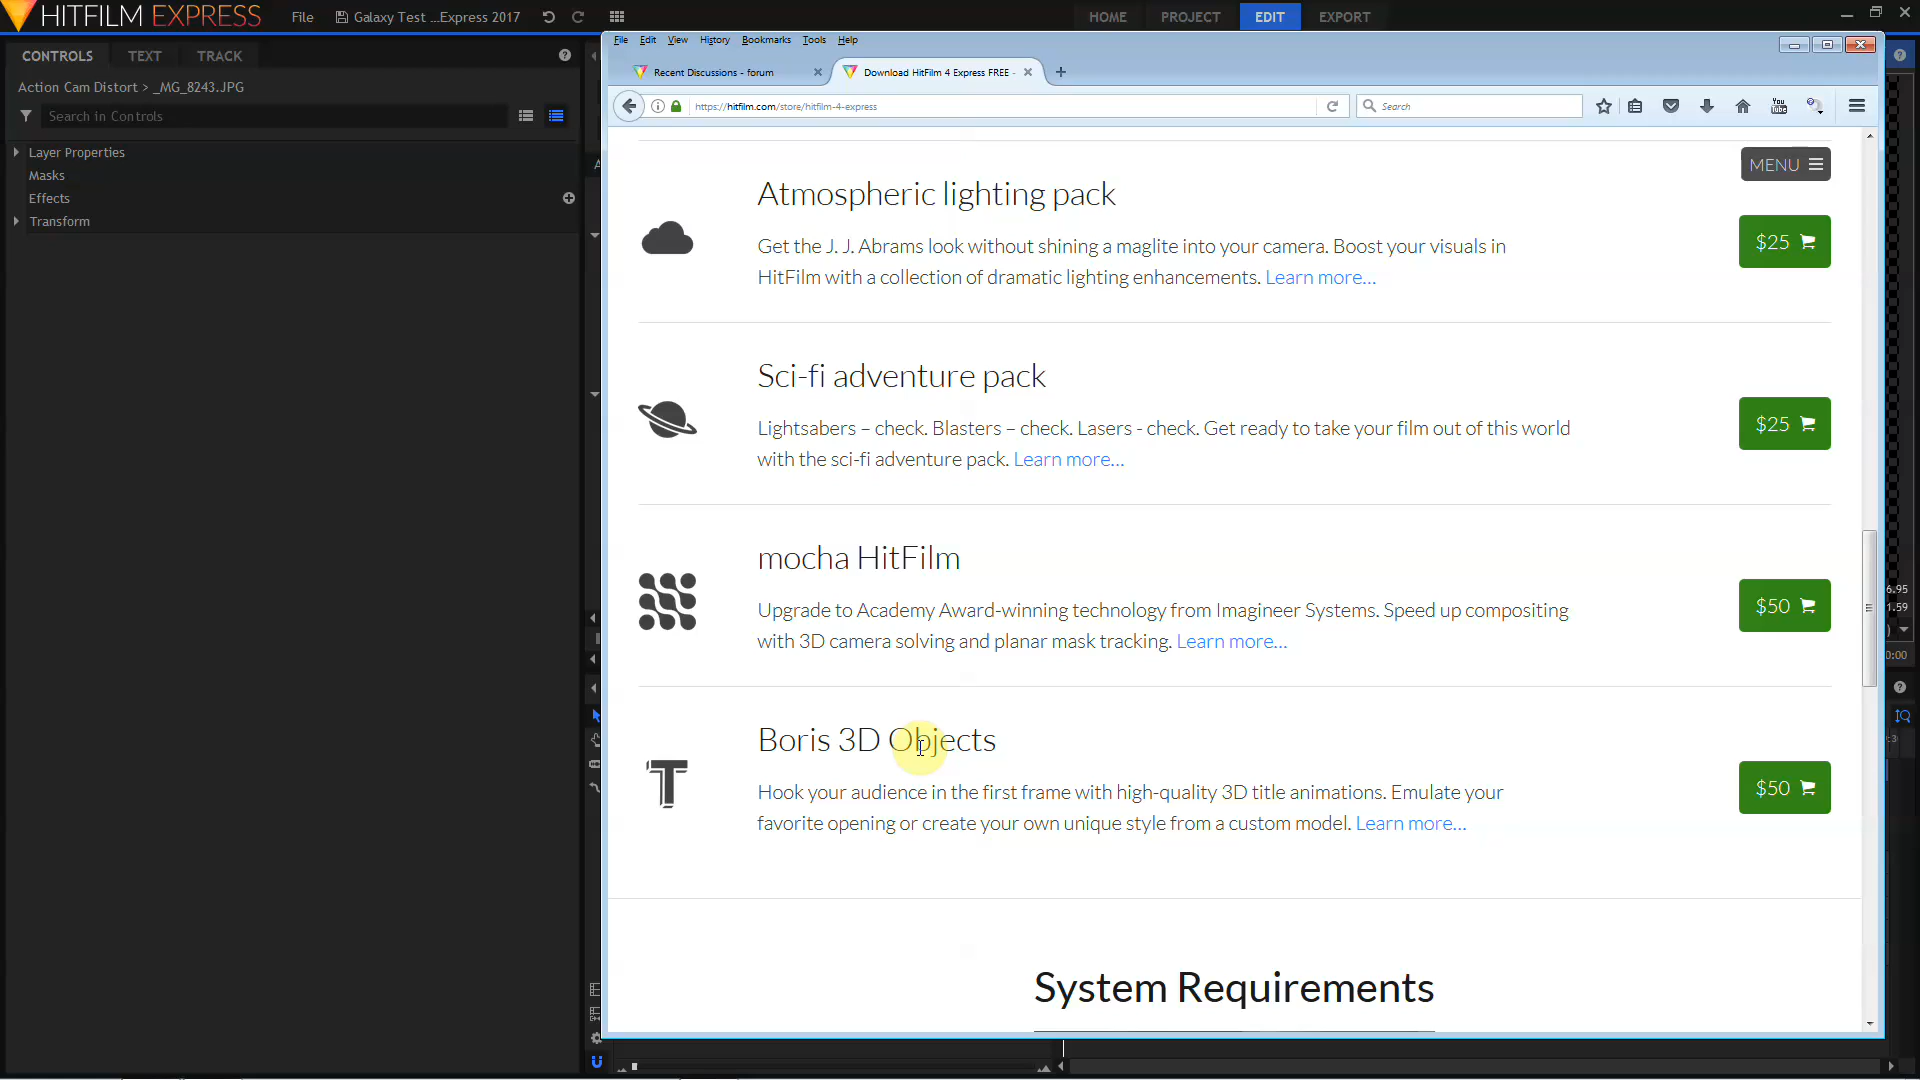 HITFILM EXPRESS
File
Galaxy Test ...Express 2017
HOME
PROJECT
EDIT
EXPORT
CONTROLS
TEXT
TRACK
Action Cam Distort > _MG_8243.JPG
Search in Controls
Layer Properties
Masks
Effects
Transform
File Edit View History Bookmarks Tools Help
Recent Discussions - forum
Download HitFilm 4 Express FREE -
https://hitfilm.com/store/hitfilm-4-express
Search
You Tube
MENU
Atmospheric lighting pack
Get the J. J. Abrams look without shining a maglite into your camera. Boost your visuals in
HitFilm with a collection of dramatic lighting enhancements. Learn more...
$25
Sci-fi adventure pack
Lightsabers – check. Blasters – check. Lasers - check. Get ready to take your film out of this world
with the sci-fi adventure pack. Learn more...
$25
mocha HitFilm
Upgrade to Academy Award-winning technology from Imagineer Systems. Speed up compositing
with 3D camera solving and planar mask tracking. Learn more...
$50
Boris 3D Objects
Hook your audience in the first frame with high-quality 3D title animations. Emulate your
favorite opening or create your own unique style from a custom model. Learn more...
$50
System Requirements
6.95
1.59
0:00